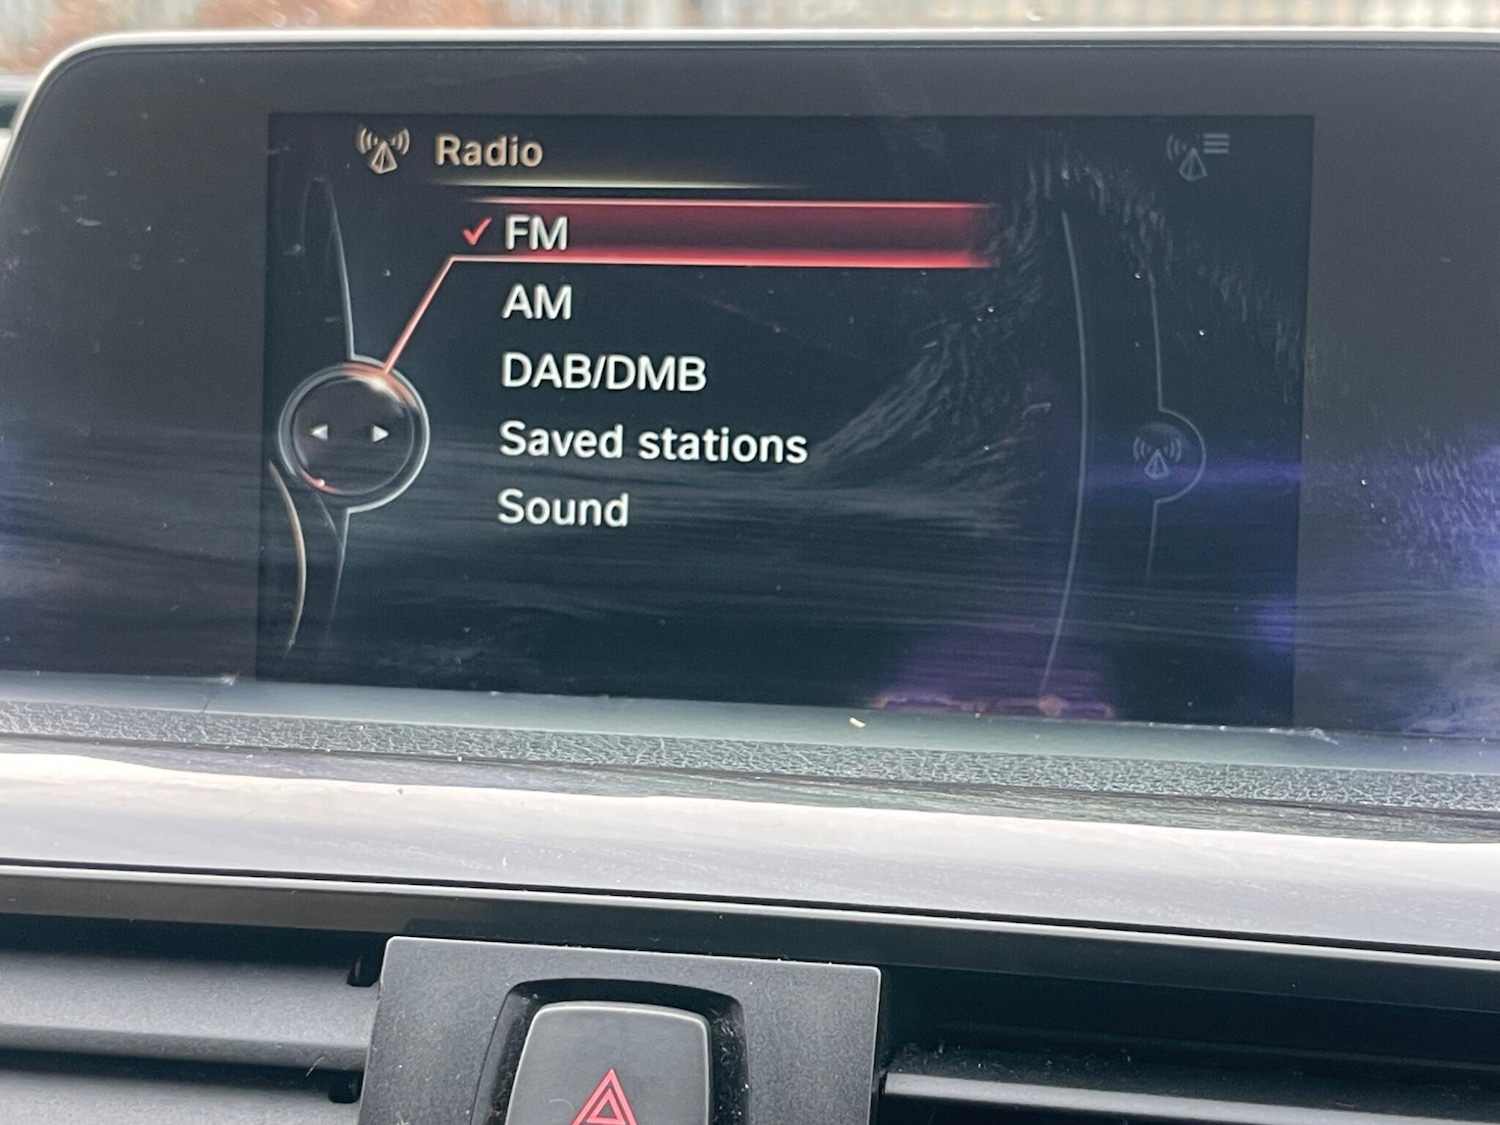 Radio
FM
AM
DAB/DMB
Saved stations
Sound